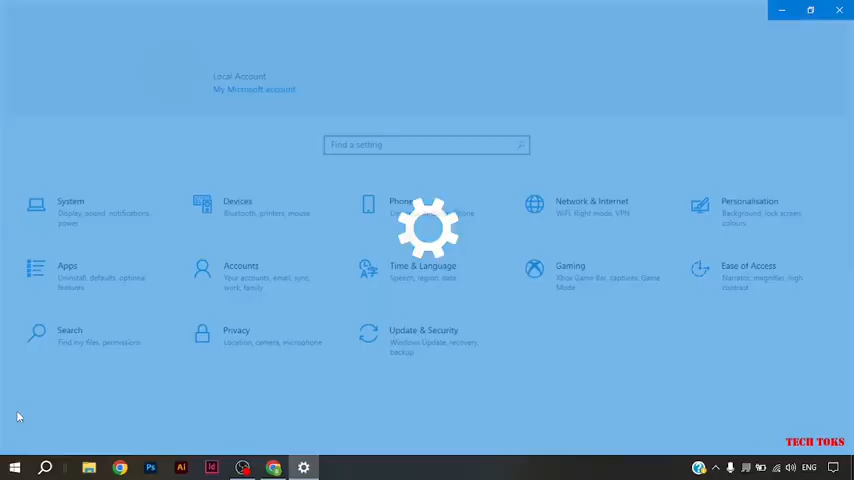 Local Account
My Microsoft account
Find a setting
System
Display, sound, notifications,
power
Devices
Bluetooth, printers, mouse
Phone
Network & Internet
WiFi, flight mode, VPN
Personalisation
Background, lock screen,
colours
Apps
Uninstall, defaults, optional
features
Accounts
Your accounts, email, sync,
work, family
Time & Language
Speech, region, date
Gaming
Xbox Game Bar, captures, Game
Mode
Ease of Access
Narrator, magnifier, high
contrast
Search
Find my files, permissions
Privacy
Location, camera, microphone
Update & Security
Windows Update, recovery,
backup
TECH TOKS
Ps
Ai
Id
ENG